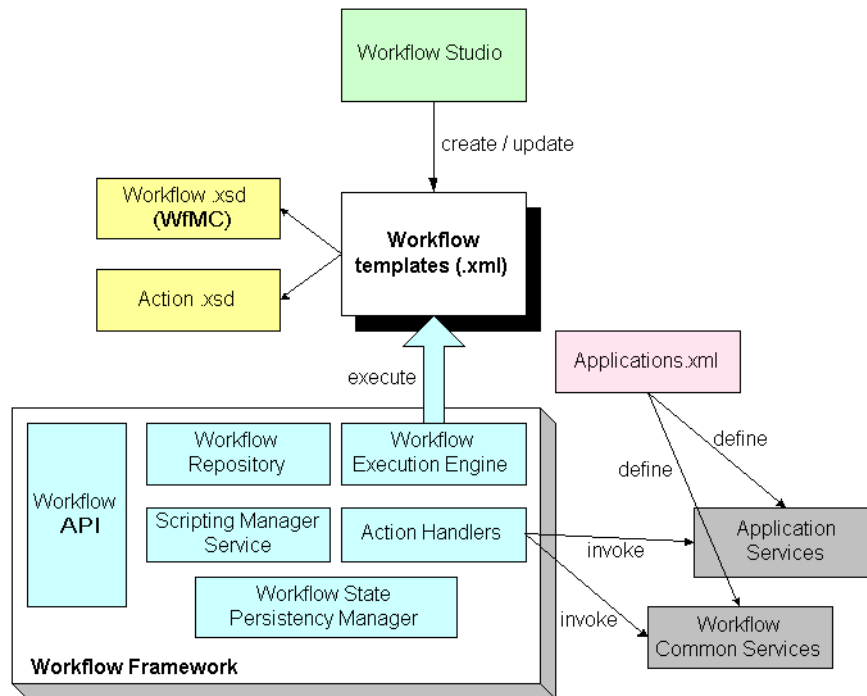 Workflow Studio
create / update
Workflow .xsd
(WfMC)
Workflow
templates (.xml)
Action .xsd
Applications.xml
execute
define
define
Workflow
API
Workflow
Repository
Workflow
Execution Engine
Scripting Manager
Service
Action Handlers
invoke
Application
Services
Workflow State
Persistency Manager
invoke
Workflow
Common Services
Workflow Framework